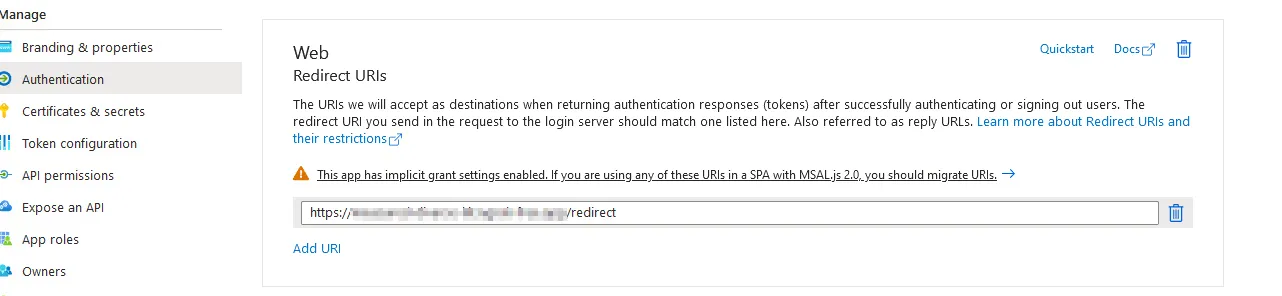 Manage
Branding & properties
Authentication
Certificates & secrets
Token configuration
API permissions
Expose an API
App roles
Owners
Web
Quickstart
Docs
Redirect URIs
The URIs we will accept as destinations when returning authentication responses (tokens) after successfully authenticating or signing out users. The
redirect URI you send in the request to the login server should match one listed here. Also referred to as reply URLs. Learn more about Redirect URIs and
their restrictions
This app has implicit grant settings enabled. If you are using any of these URIs in a SPA with MSAL.js 2.0, you should migrate URIs.
https:// /redirect
Add URI